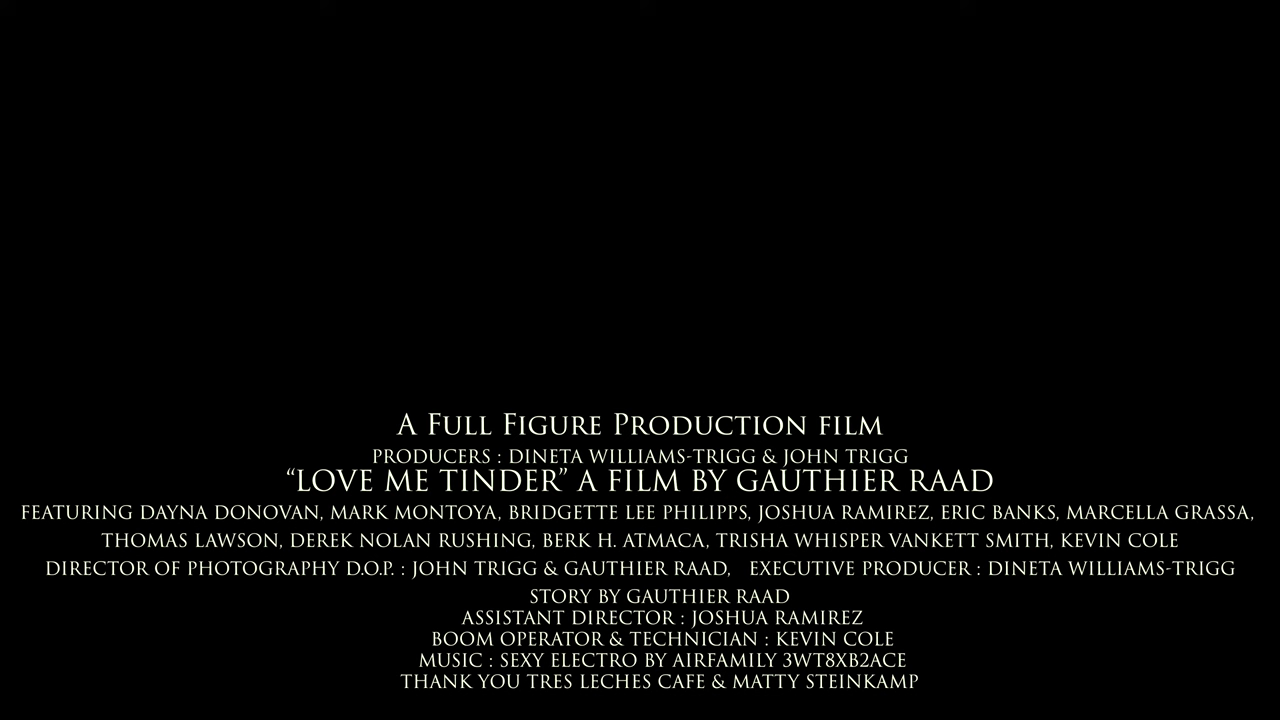 A Full Figure Production film
PRODUCERS : DINETA WILLIAMS-TRIGG & JOHN TRIGG
“LOVE ME TINDER” A FILM BY GAUTHIER RAAD
FEATURING DAYNA DONOVAN, MARK MONTOYA, BRIDGETTE LEE PHILIPPS, JOSHUA RAMIREZ, ERIC BANKS, MARCELLA GRASSA,
THOMAS LAWSON, DEREK NOLAN RUSHING, BERK H. ATMACA, TRISHA WHISPER VANKETT SMITH, KEVIN COLE
DIRECTOR OF PHOTOGRAPHY D.O.P. : JOHN TRIGG & GAUTHIER RAAD, EXECUTIVE PRODUCER : DINETA WILLIAMS-TRIGG
STORY BY GAUTHIER RAAD
ASSISTANT DIRECTOR : JOSHUA RAMIREZ
BOOM OPERATOR & TECHNICIAN : KEVIN COLE
MUSIC : SEXY ELECTRO BY AIRFAMILY 3WT8XB2ACE
THANK YOU TRES LECHES CAFE & MATTY STEINKAMP